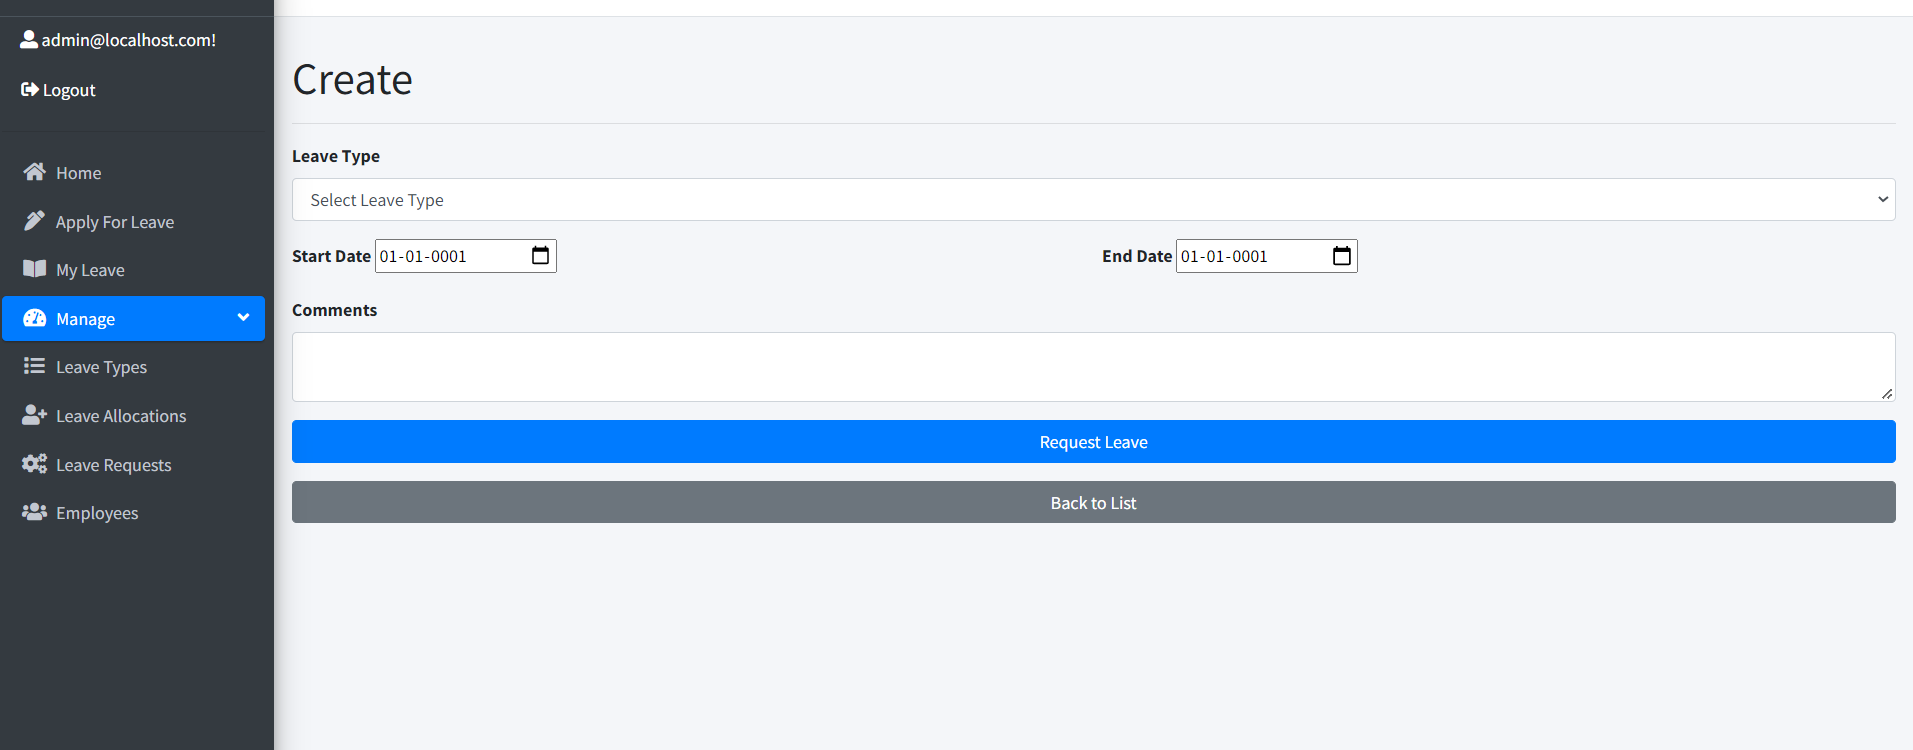 admin@localhost.com!
Logout
Home
Apply For Leave
My Leave
Manage
Leave Types
Leave Allocations
Leave Requests
Employees
Create
Leave Type
Select Leave Type
Start Date 01-01-0001 End Date 01-01-0001
Comments
Request Leave
Back to List